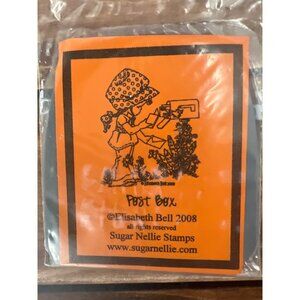 Post Box
©Elisabeth Bell 2008
all rights reserved
Sugar Nellie Stamps
www.sugarnellie.com